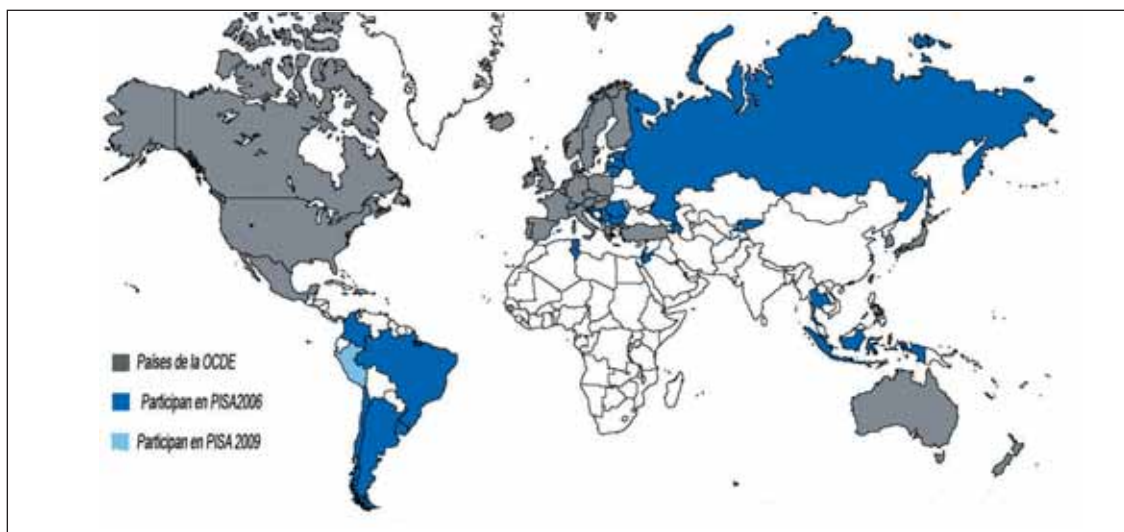 Países de la OCDE
Participan en PISA2006
Participan en PISA 2009